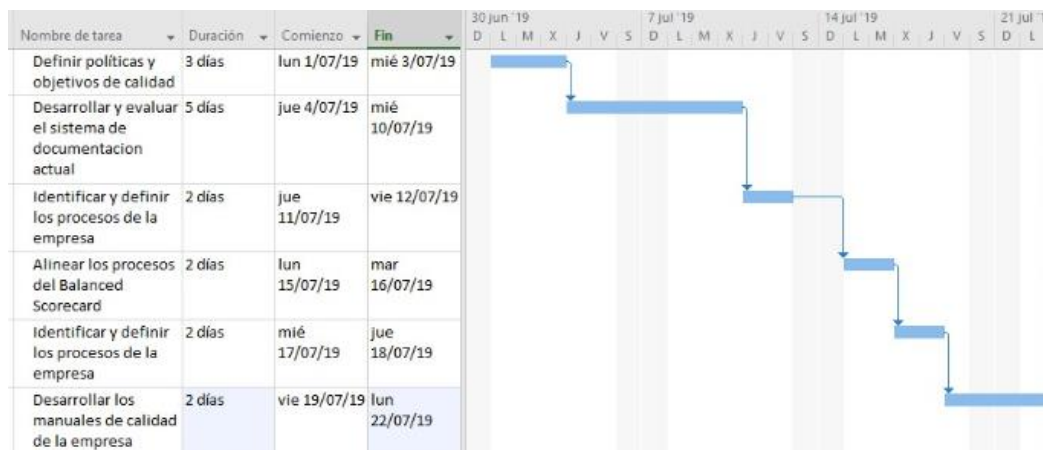 30 jun '19 7 jul '19 14 jul '19 21 jul '1
Nombre de tarea Duración Comienzo Fin D L M X J V S D L M X J V S D L M X J V S D L
Definir políticas y 3 días lun 1/07/19 mié 3/07/19
objetivos de calidad
Desarrollar y evaluar 5 días jue 4/07/19 mié
el sistema de 10/07/19
documentacion
actual
Identificar y definir 2 días jue vie 12/07/19
los procesos de la 11/07/19
empresa
Alinear los procesos 2 días lun mar
del Balanced 15/07/19 16/07/19
Scorecard
Identificar y definir 2 días mié jue
los procesos de la 17/07/19 18/07/19
empresa
Desarrollar los 2 días vie 19/07/19 lun
manuales de calidad 22/07/19
de la empresa